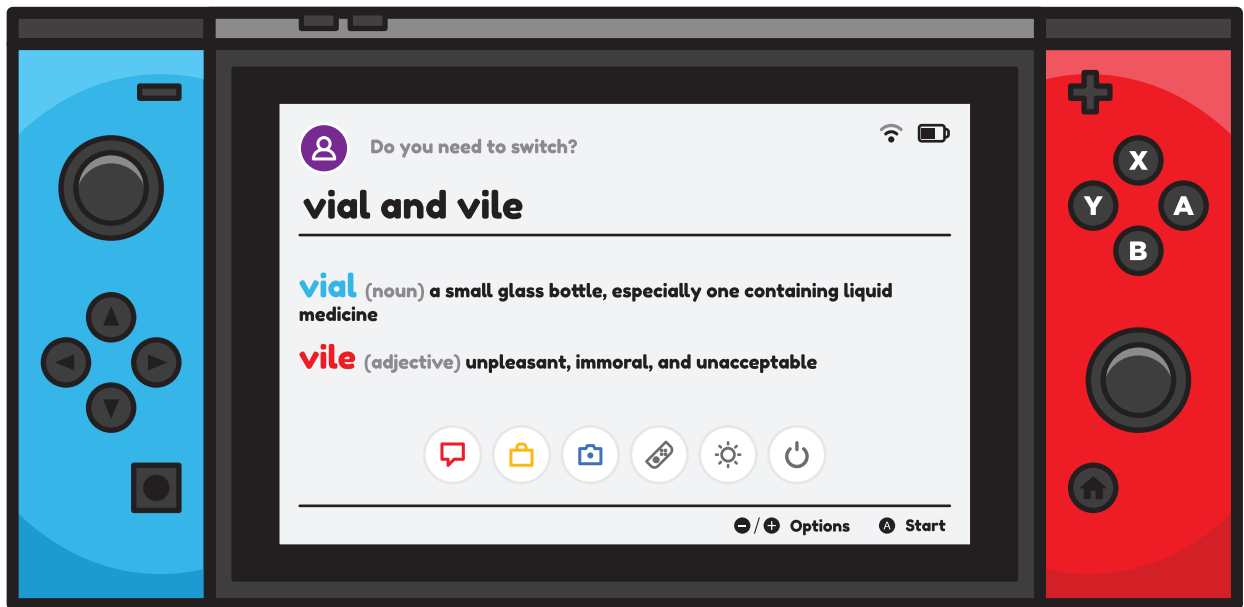 Do you need to switch?
vial and vile
vial (noun) a small glass bottle, especially one containing liquid
medicine
vile (adjective) unpleasant, immoral, and unacceptable
X
Y A
B
/ Options A Start